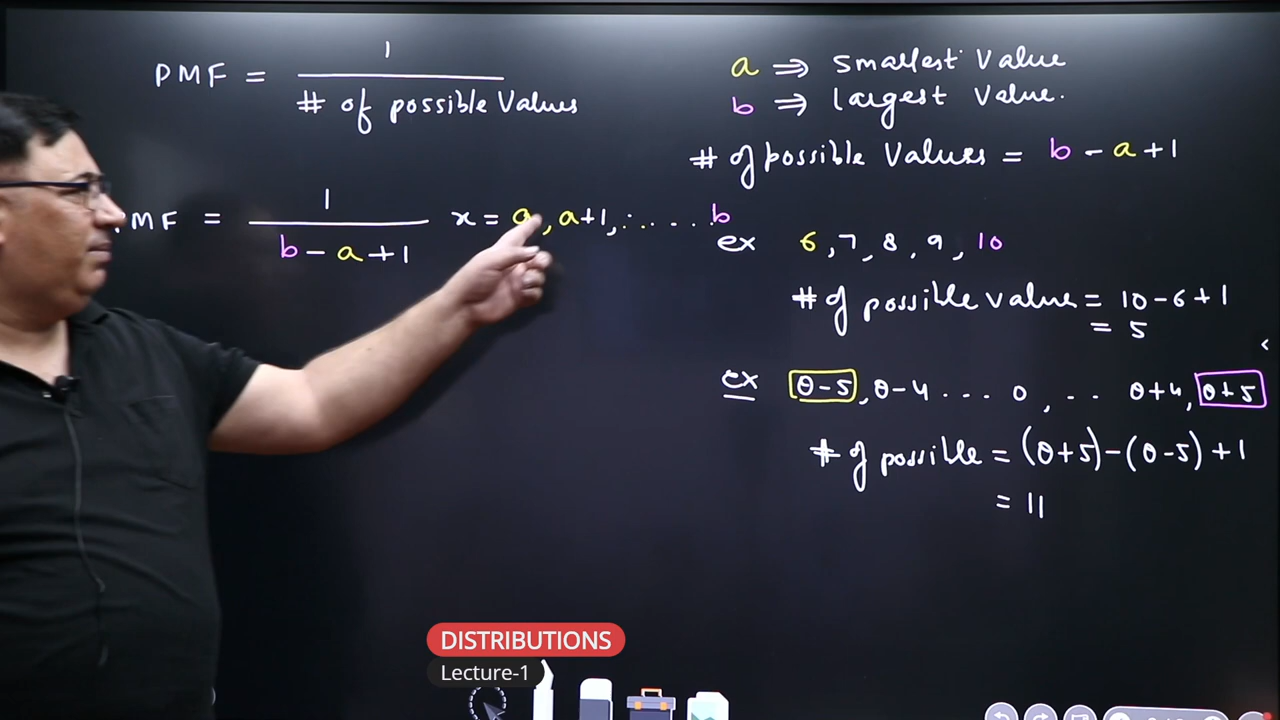 PMF = 1 / # of possible Values
a ⇒ Smallest Value
b ⇒ largest Value.
# of possible Values = b - a + 1
MF = 1 / b - a + 1 x = a, a+1, . . . . . b
ex 6, 7, 8, 9, 10
# of possible value = 10 - 6 + 1
= 5
ex θ-5, θ-4 . . . θ, . . θ+4, θ+5
# of possible = (θ+5) - (θ-5) + 1
= 11
DISTRIBUTIONS
Lecture-1